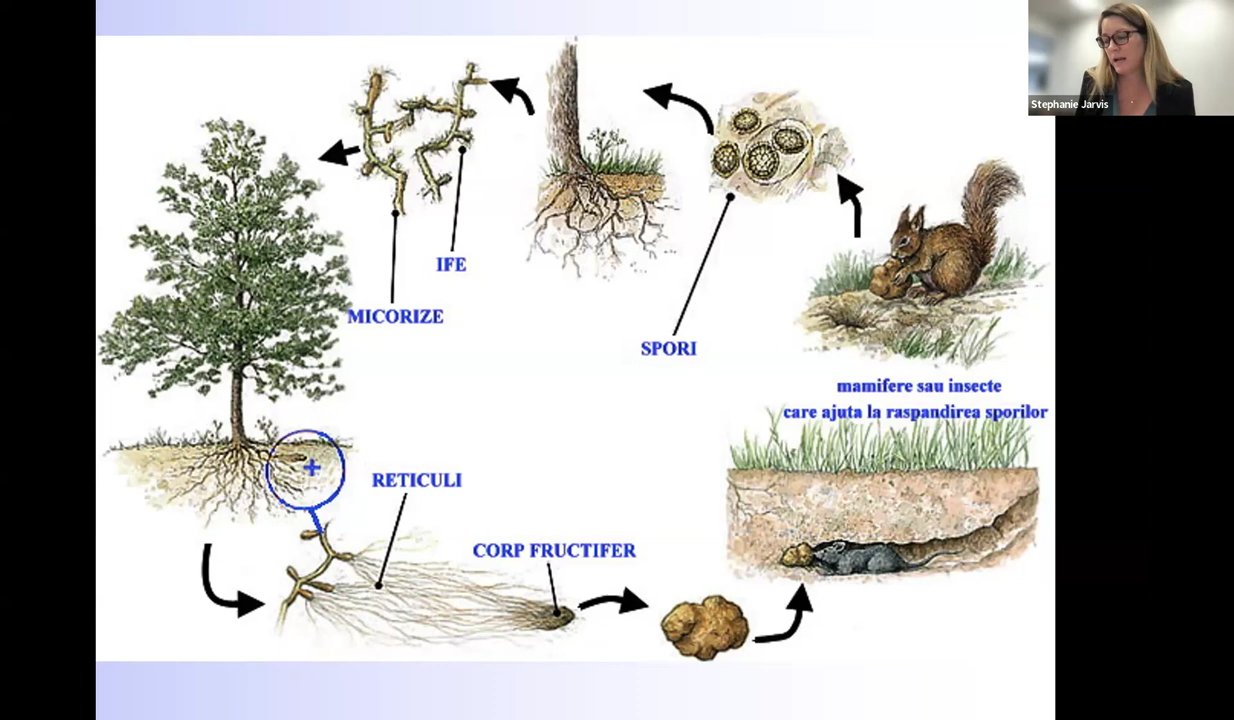 Stephanie Jarvis
IFE
MICORIZE
SPORI
mamifere sau insecte
care ajuta la raspandirea sporilor
RETICULI
CORP FRUCTIFER